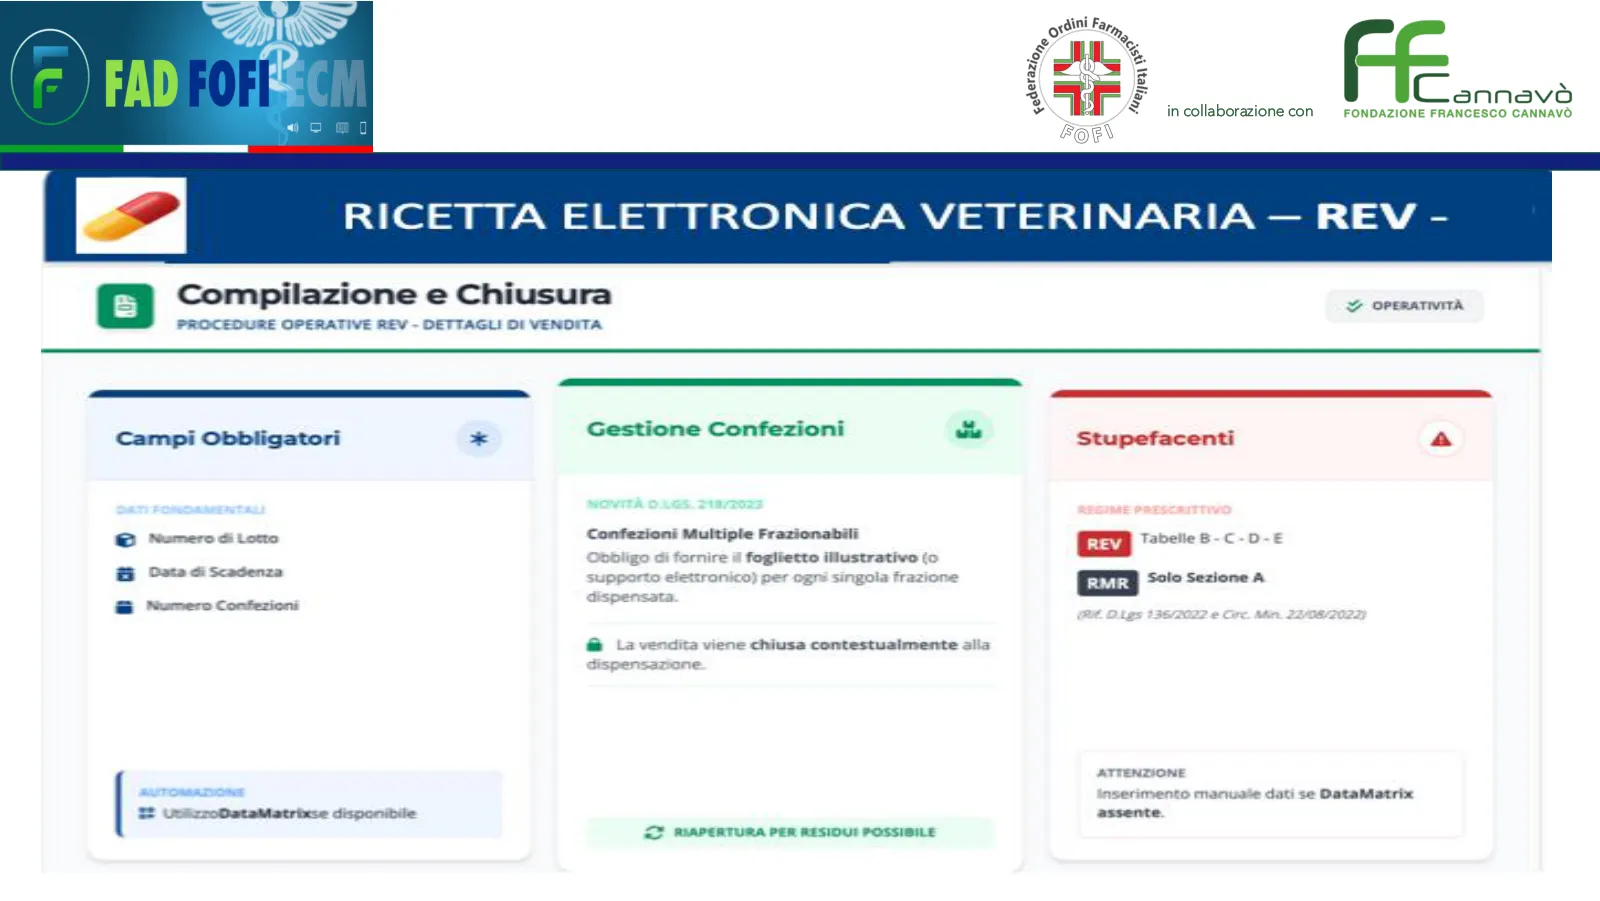 FAD FOFI ECM
Federazione Ordini Farmacisti Italiani
FOFI
in collaborazione con
Cannavò
FONDAZIONE FRANCESCO CANNAVÒ
RICETTA ELETTRONICA VETERINARIA – REV -
Compilazione e Chiusura
PROCEDURE OPERATIVE REV - DETTAGLI DI VENDITA
OPERATIVITÀ
Campi Obbligatori
DATI FONDAMENTALI
Numero di Lotto
Data di Scadenza
Numero Confezioni
AUTOMAZIONE
UtilizzoDataMatrixse disponibile
Gestione Confezioni
NOVITÀ D.LGS. 218/2023
Confezioni Multiple Frazionabili
Obbligo di fornire il foglietto illustrativo (o
supporto elettronico) per ogni singola frazione
dispensata.
La vendita viene chiusa contestualmente alla
dispensazione.
RIAPERTURA PER RESIDUI POSSIBILE
Stupefacenti
REGIME PRESCRITTIVO
REV Tabelle B - C - D - E
RMR Solo Sezione A
(Rif. D.Lgs 136/2022 e Circ. Min. 22/08/2022)
ATTENZIONE
Inserimento manuale dati se DataMatrix
assente.